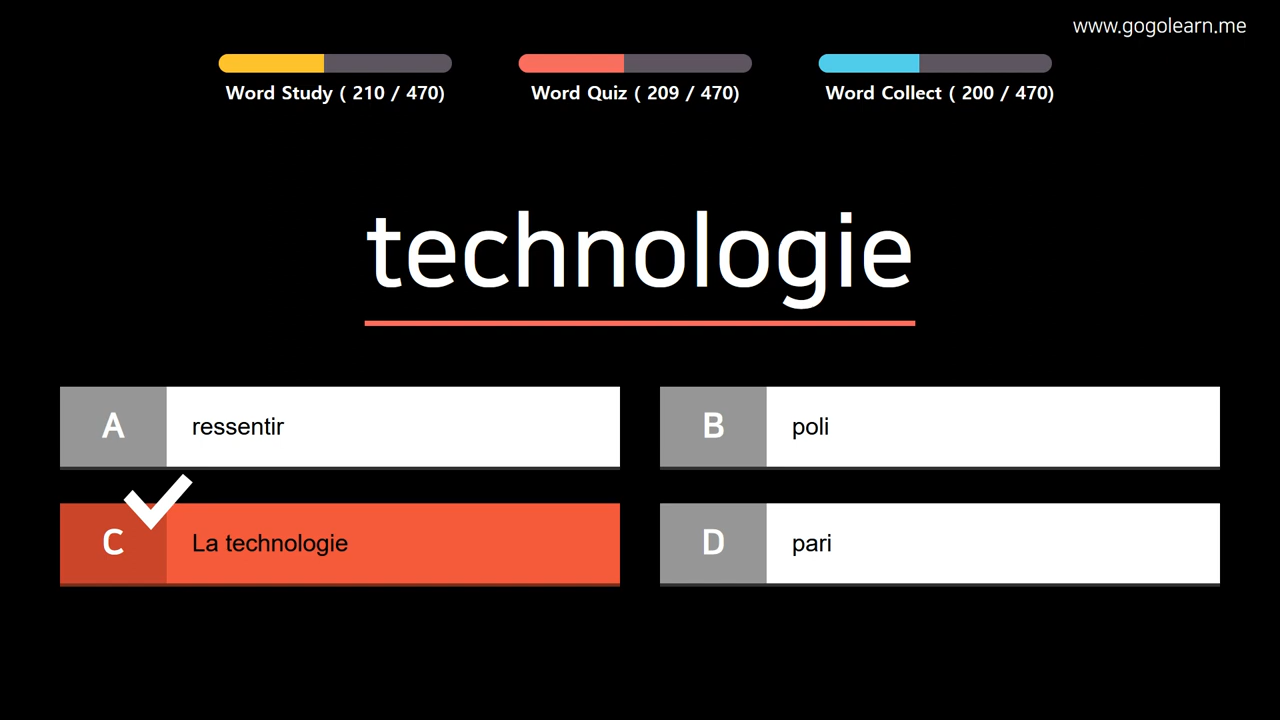 www.gogolearn.me
Word Study ( 210 / 470)
Word Quiz ( 209 / 470)
Word Collect ( 200 / 470)
technologie
A ressentir
B poli
C La technologie
D pari